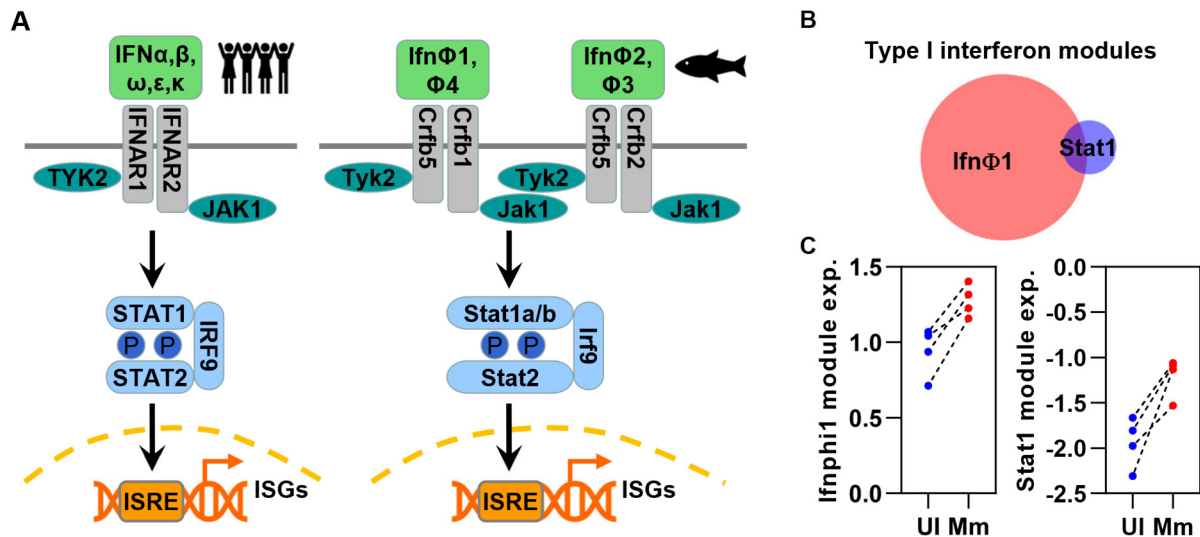 A
IFNα,β,
ω,ε,κ
IFNAR1
IFNAR2
TYK2
JAK1
STAT1
P P
STAT2
IRF9
ISRE
ISGs
IfnΦ1,
Φ4
Crfb5
Crfb1
Tyk2
Jak1
IfnΦ2,
Φ3
Crfb5
Crfb2
Tyk2
Jak1
Stat1a/b
P P
Stat2
Irf9
ISRE
ISGs
B
Type I interferon modules
IfnΦ1
Stat1
C
Ifnphi1 module exp.
1.5
1.0
0.5
0.0
UI Mm
Stat1 module exp.
0.0
-0.5
-1.0
-1.5
-2.0
-2.5
UI Mm